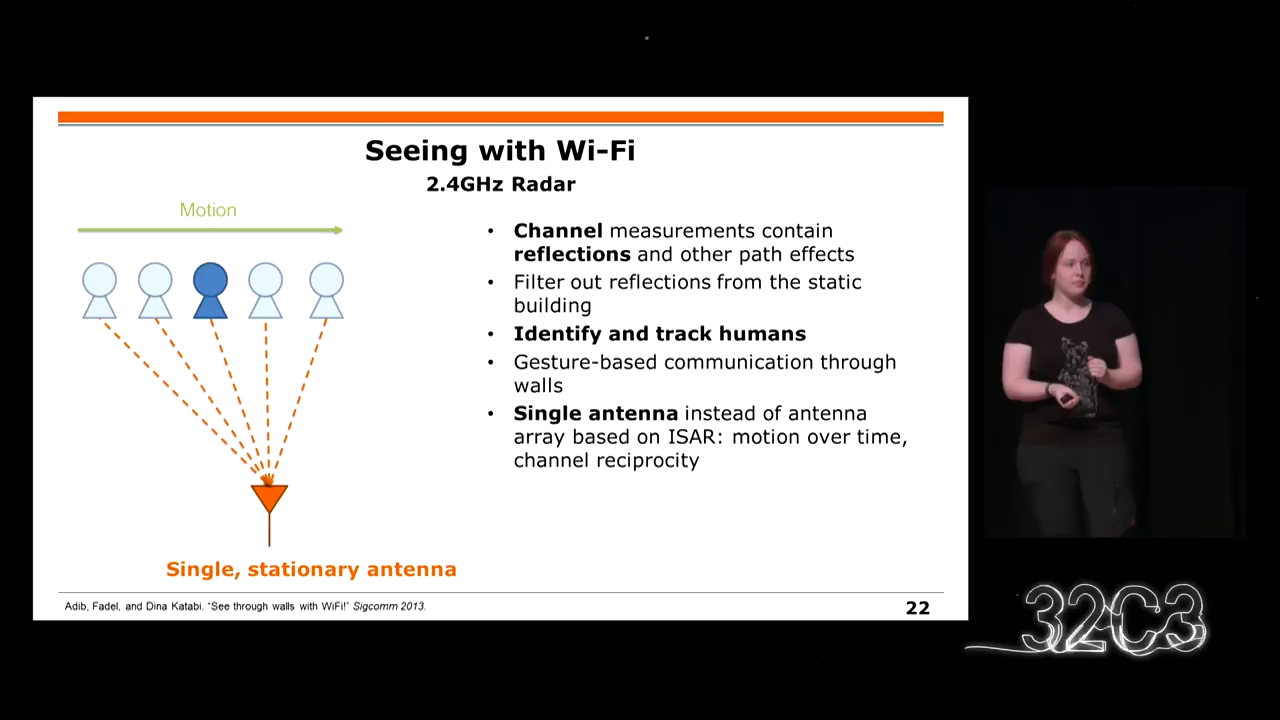 Seeing with Wi-Fi
2.4GHz Radar
Motion
• Channel measurements contain
reflections and other path effects
• Filter out reflections from the static
building
• Identify and track humans
• Gesture-based communication through
walls
• Single antenna instead of antenna
array based on ISAR: motion over time,
channel reciprocity
Single, stationary antenna
Adib, Fadel, and Dina Katabi. "See through walls with WiFi!" Sigcomm 2013.
22
32C3